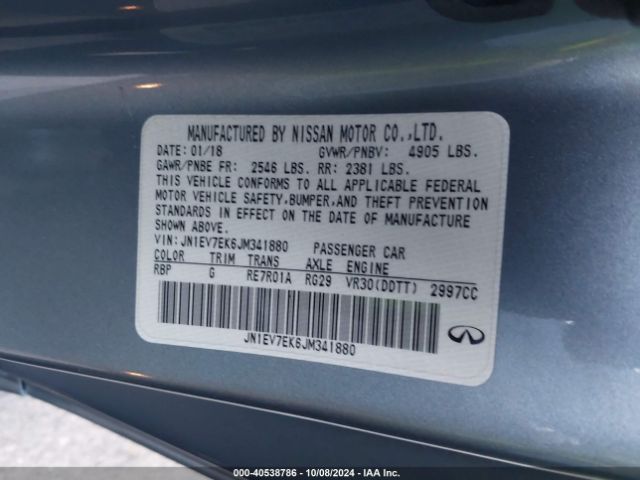 MANUFACTURED BY NISSAN MOTOR CO.,LTD.
DATE: 01/18 GVWR/PNBV: 4905 LBS.
GAWR/PNBE FR: 2546 LBS. RR: 2381 LBS.
THIS VEHICLE CONFORMS TO ALL APPLICABLE FEDERAL
MOTOR VEHICLE SAFETY,BUMPER,AND THEFT PREVENTION
STANDARDS IN EFFECT ON THE DATE OF MANUFACTURE
SHOWN ABOVE.
VIN: JN1EV7EK6JM341880 PASSENGER CAR
COLOR TRIM TRANS AXLE ENGINE
RBP G RE7R01A RG29 VR30(DDTT) 2997CC
JN1EV7EK6JM341880
00-40538786 - 10/08/2024 - IAA Inc.